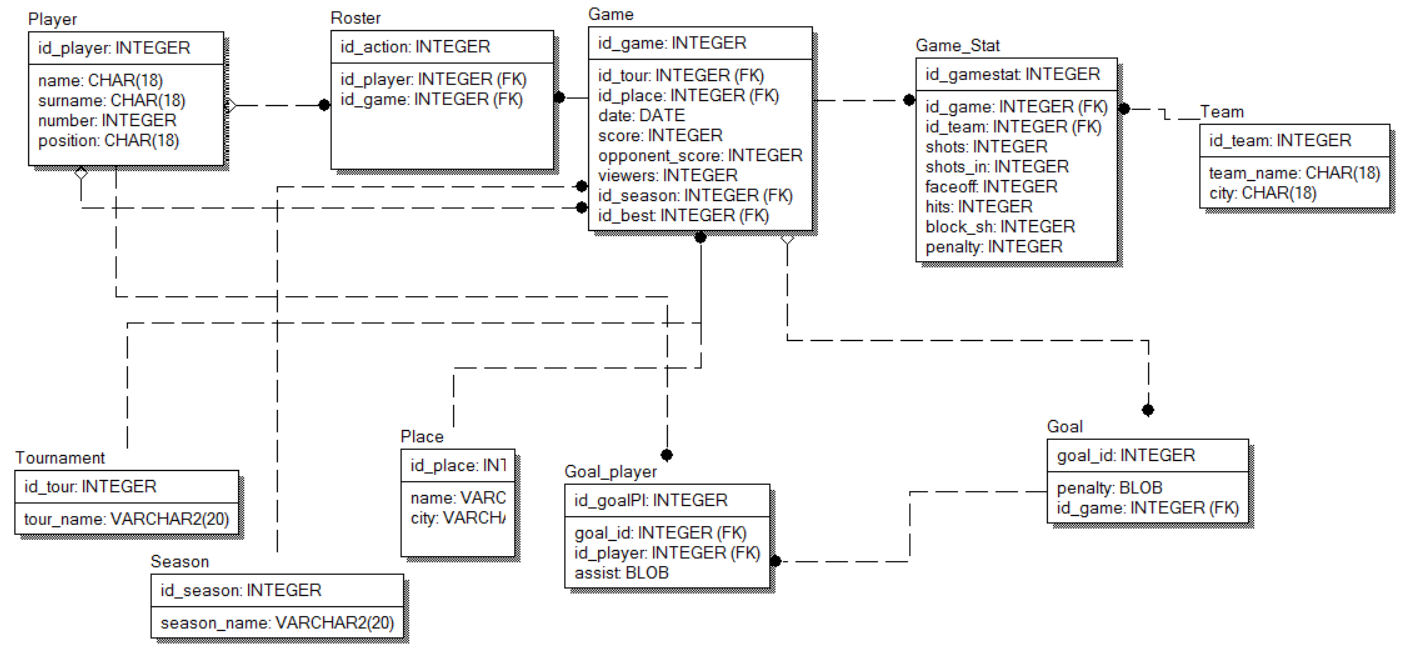 Player
id_player: INTEGER
name: CHAR(18)
surname: CHAR(18)
number: INTEGER
position: CHAR(18)
Roster
id_action: INTEGER
id_player: INTEGER (FK)
id_game: INTEGER (FK)
Game
id_game: INTEGER
id_tour: INTEGER (FK)
id_place: INTEGER (FK)
date: DATE
score: INTEGER
opponent_score: INTEGER
viewers: INTEGER
id_season: INTEGER (FK)
id_best: INTEGER (FK)
Game_Stat
id_gamestat: INTEGER
id_game: INTEGER (FK)
id_team: INTEGER (FK)
shots: INTEGER
shots_in: INTEGER
faceoff: INTEGER
hits: INTEGER
block_sh: INTEGER
penalty: INTEGER
Team
id_team: INTEGER
team_name: CHAR(18)
city: CHAR(18)
Tournament
id_tour: INTEGER
tour_name: VARCHAR2(20)
Season
id_season: INTEGER
season_name: VARCHAR2(20)
Place
id_place: INT
name: VARC
city: VARCH
Goal_player
id_goalPl: INTEGER
goal_id: INTEGER (FK)
id_player: INTEGER (FK)
assist: BLOB
Goal
goal_id: INTEGER
penalty: BLOB
id_game: INTEGER (FK)